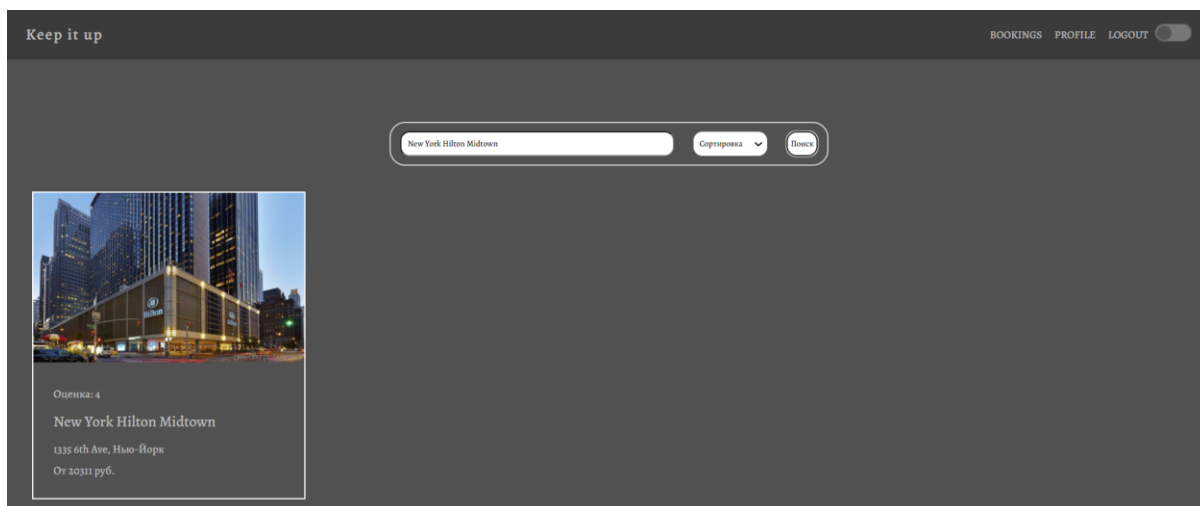 Keep it up
BOOKINGS PROFILE LOGOUT
New York Hilton Midtown
Сортировка
Поиск
Hilton
Оценка: 4
New York Hilton Midtown
1335 6th Ave, Нью-Йорк
От 20311 руб.